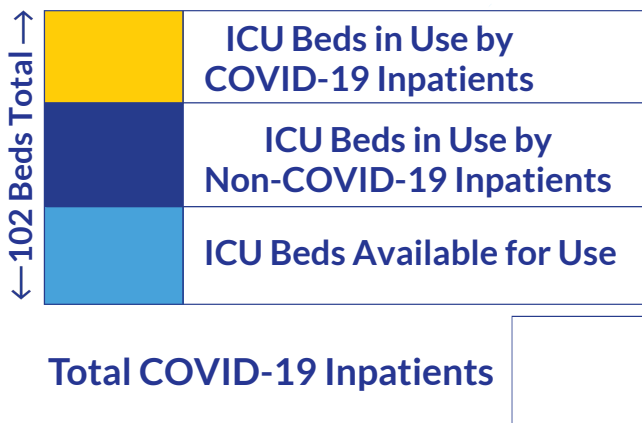 ←102 Beds Total→
ICU Beds in Use by
COVID-19 Inpatients
ICU Beds in Use by
Non-COVID-19 Inpatients
ICU Beds Available for Use
Total COVID-19 Inpatients